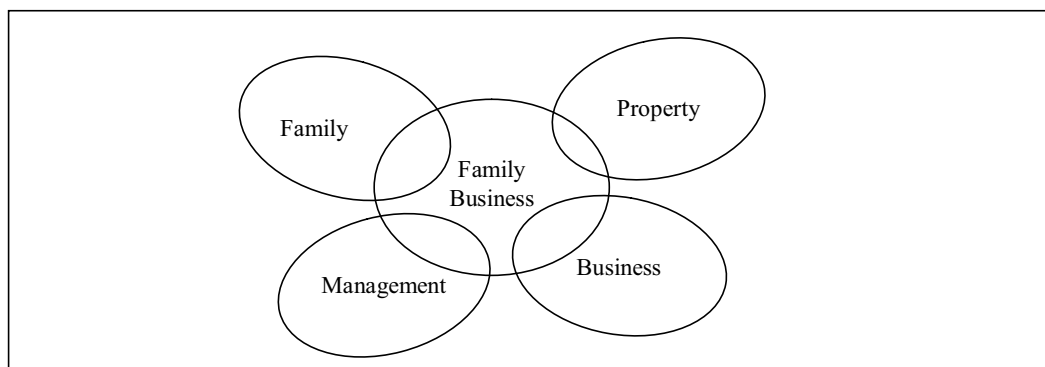 Family
Property
Family
Business
Management
Business